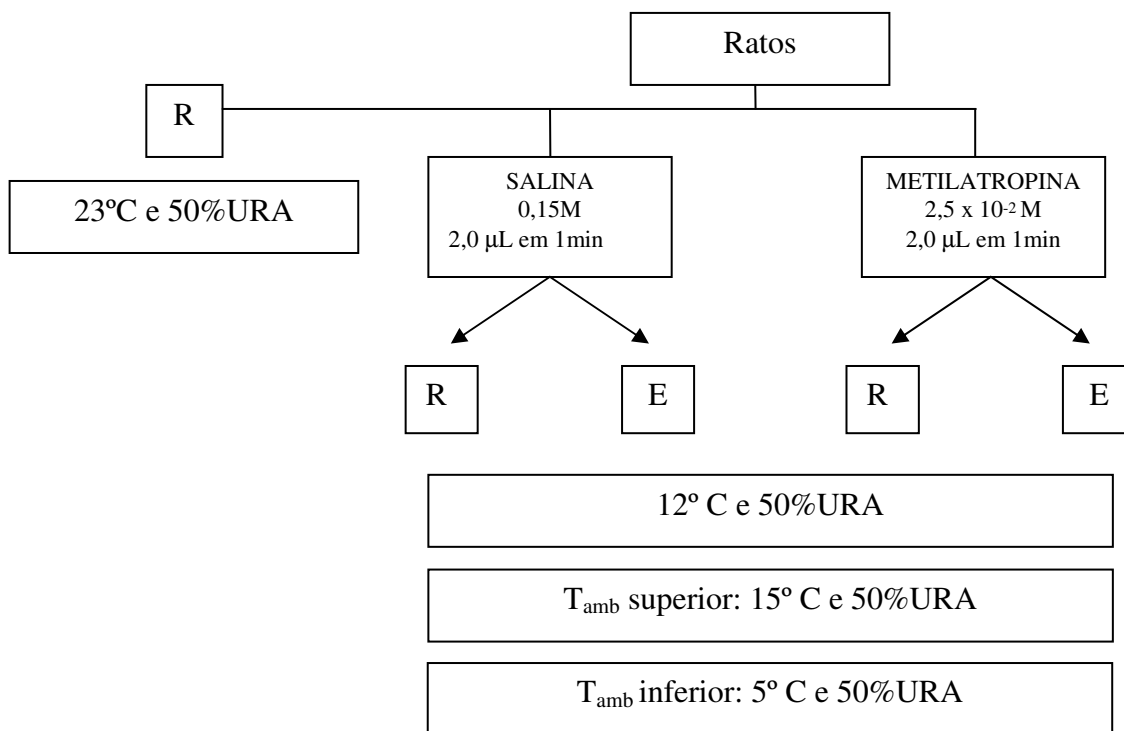 Ratos
R
23ºC e 50%URA
SALINA
0,15M
2,0 µL em 1min
METILATROPINA
2,5 x 10-2 M
2,0 µL em 1min
R
E
R
E
12º C e 50%URA
Tamb superior: 15º C e 50%URA
Tamb inferior: 5º C e 50%URA